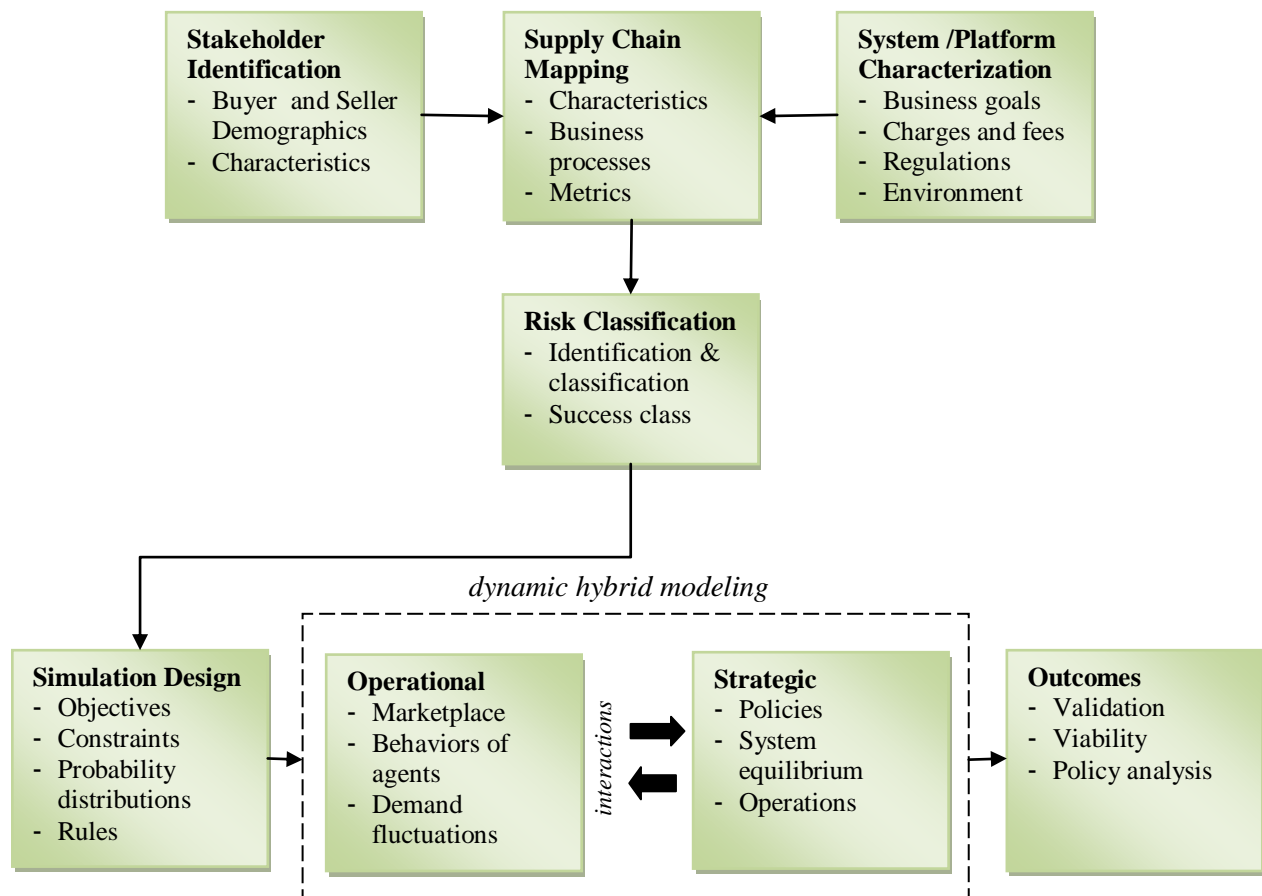 Stakeholder
Identification
- Buyer and Seller
Demographics
- Characteristics
Supply Chain
Mapping
- Characteristics
- Business
processes
- Metrics
System /Platform
Characterization
- Business goals
- Charges and fees
- Regulations
- Environment
Risk Classification
- Identification &
classification
- Success class
dynamic hybrid modeling
Simulation Design
- Objectives
- Constraints
- Probability
distributions
- Rules
Operational
- Marketplace
- Behaviors of
agents
- Demand
fluctuations
interactions
Strategic
- Policies
- System
equilibrium
- Operations
Outcomes
- Validation
- Viability
- Policy analysis